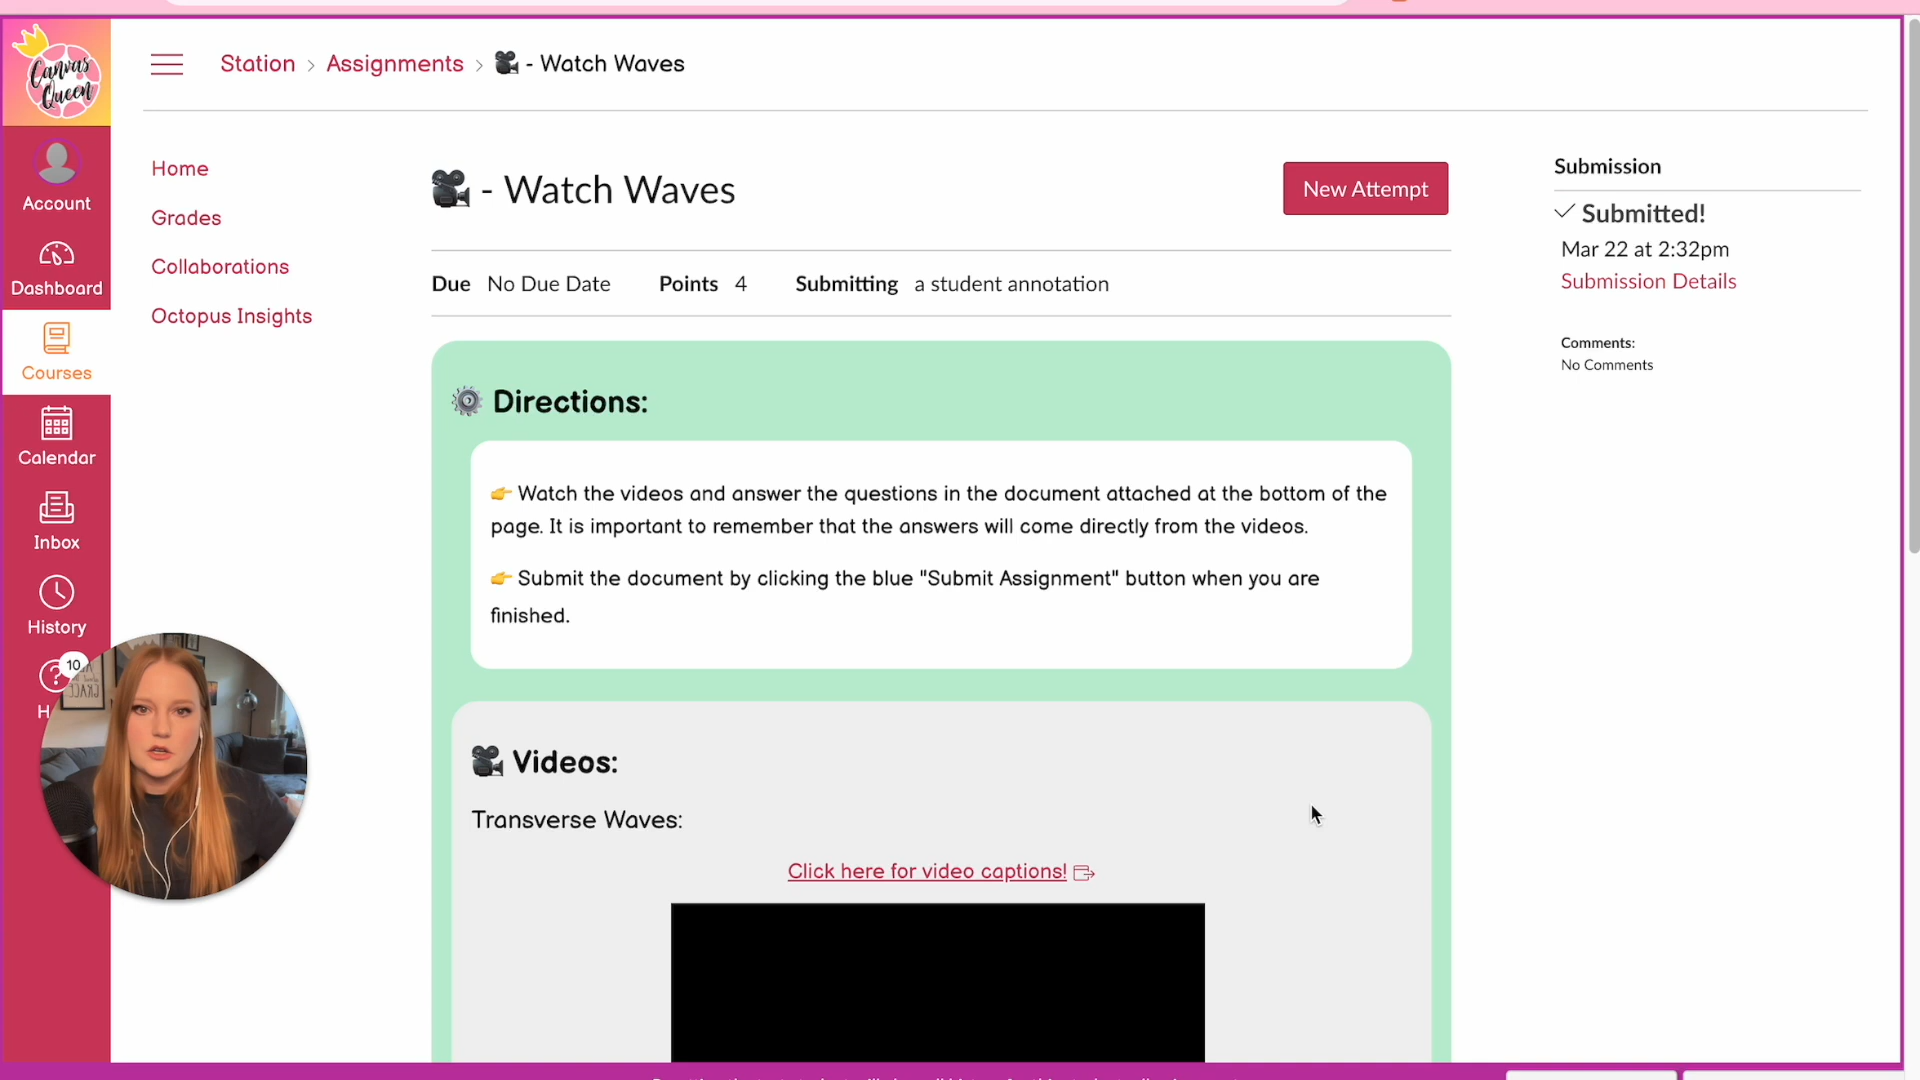 Canvas
Queen
Station > Assignments > - Watch Waves
Account
Dashboard
Courses
Calendar
Inbox
History
10
Home
Grades
Collaborations
Octopus Insights
- Watch Waves
New Attempt
Due No Due Date Points 4 Submitting a student annotation
Directions:
Watch the videos and answer the questions in the document attached at the bottom of the
page. It is important to remember that the answers will come directly from the videos.
Submit the document by clicking the blue "Submit Assignment" button when you are
finished.
Videos:
Transverse Waves:
Click here for video captions!
Submission
Submitted!
Mar 22 at 2:32pm
Submission Details
Comments:
No Comments